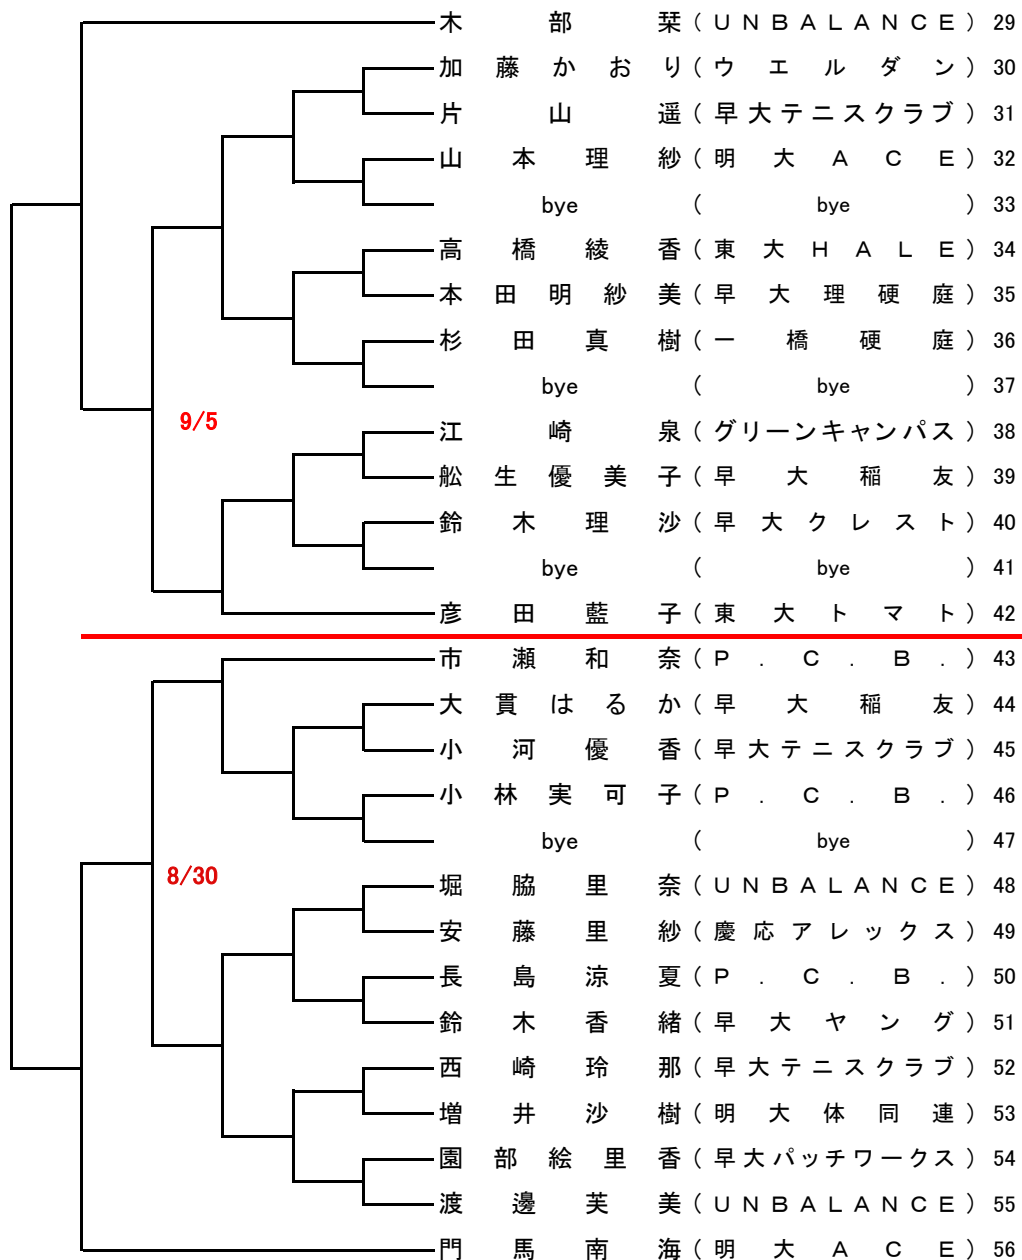 木部栞(UNBALANCE) 29
加藤かおり(ウエルダン) 30
片山遥(早大テニスクラブ) 31
山本理紗(明大ACE) 32
bye(bye) 33
高橋綾香(東大HALE) 34
本田明紗美(早大理硬庭) 35
杉田真樹(一橋硬庭) 36
bye(bye) 37
9/5
江崎泉(グリーンキャンパス) 38
舩生優美子(早大稲友) 39
鈴木理沙(早大クレスト) 40
bye(bye) 41
彦田藍子(東大トマト) 42
市瀬和奈(P.C.B.) 43
大貫はるか(早大稲友) 44
小河優香(早大テニスクラブ) 45
小林実可子(P.C.B.) 46
bye(bye) 47
8/30
堀脇里奈(UNBALANCE) 48
安藤里紗(慶応アレックス) 49
長島涼夏(P.C.B.) 50
鈴木香緒(早大ヤング) 51
西崎玲那(早大テニスクラブ) 52
増井沙樹(明大体同連) 53
園部絵里香(早大パッチワークス) 54
渡邊芙美(UNBALANCE) 55
門馬南海(明大ACE) 56